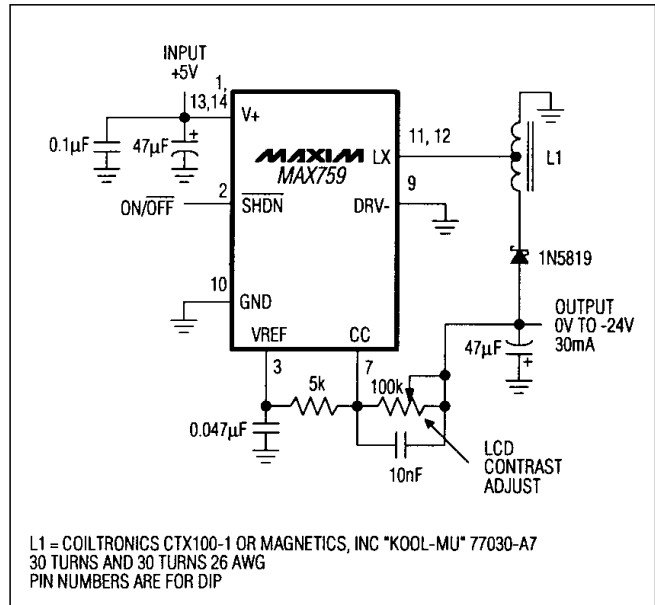 INPUT
+5V
1,
13,14
V+
0.1µF
47µF
+
MAXIM
MAX759
LX
11, 12
L1
2
ON/OFF
SHDN
9
DRV-
1N5819
10
GND
OUTPUT
0V TO -24V
30mA
47µF
+
VREF
CC
3
7
5k
100k
0.047µF
10nF
LCD
CONTRAST
ADJUST
L1 = COILTRONICS CTX100-1 OR MAGNETICS, INC "KOOL-MU" 77030-A7
30 TURNS AND 30 TURNS 26 AWG
PIN NUMBERS ARE FOR DIP